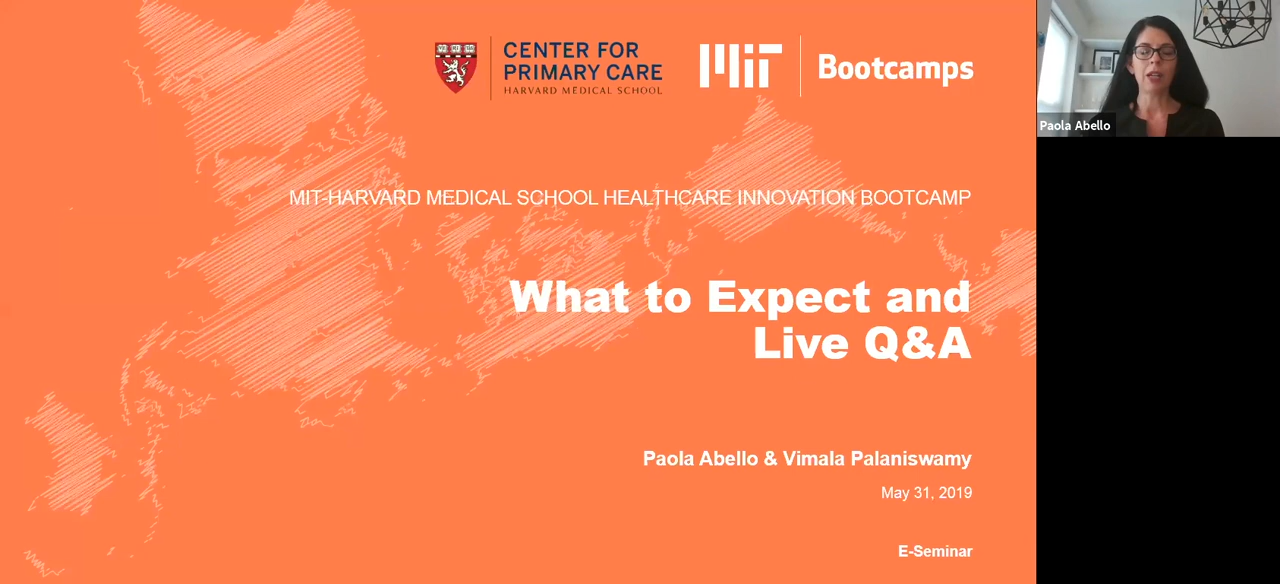 CENTER FOR
PRIMARY CARE
HARVARD MEDICAL SCHOOL
MIT
Bootcamps
Paola Abello
MIT-HARVARD MEDICAL SCHOOL HEALTHCARE INNOVATION BOOTCAMP
What to Expect and
Live Q&A
Paola Abello & Vimala Palaniswamy
May 31, 2019
E-Seminar